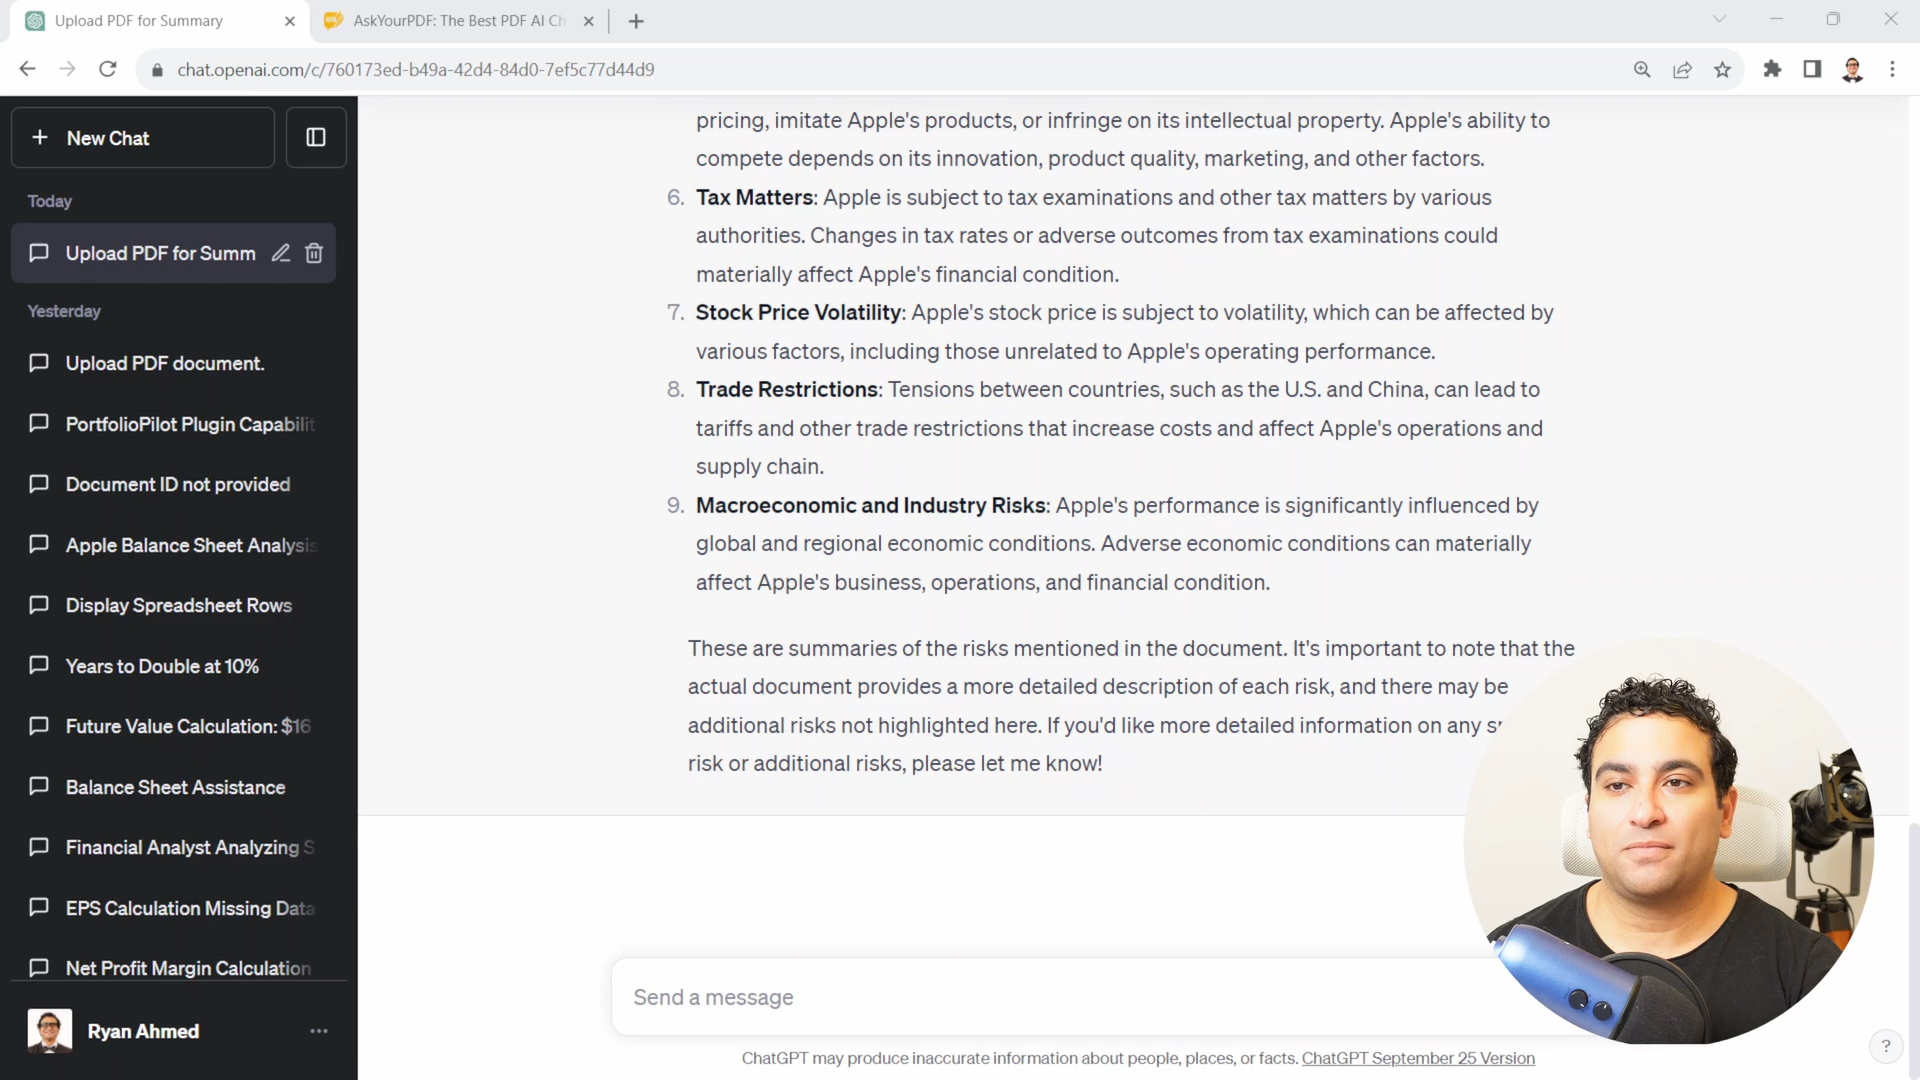 Upload PDF for Summary
AskYourPDF: The Best PDF AI Ch
chat.openai.com/c/760173ed-b49a-42d4-84d0-7ef5c77d44d9
New Chat
Today
Upload PDF for Summ
Yesterday
Upload PDF document.
PortfolioPilot Plugin Capabilit
Document ID not provided
Apple Balance Sheet Analysis
Display Spreadsheet Rows
Years to Double at 10%
Future Value Calculation: $16
Balance Sheet Assistance
Financial Analyst Analyzing S
EPS Calculation Missing Data
Net Profit Margin Calculation
Ryan Ahmed
pricing, imitate Apple's products, or infringe on its intellectual property. Apple's ability to
compete depends on its innovation, product quality, marketing, and other factors.
6. Tax Matters: Apple is subject to tax examinations and other tax matters by various
authorities. Changes in tax rates or adverse outcomes from tax examinations could
materially affect Apple's financial condition.
7. Stock Price Volatility: Apple's stock price is subject to volatility, which can be affected by
various factors, including those unrelated to Apple's operating performance.
8. Trade Restrictions: Tensions between countries, such as the U.S. and China, can lead to
tariffs and other trade restrictions that increase costs and affect Apple's operations and
supply chain.
9. Macroeconomic and Industry Risks: Apple's performance is significantly influenced by
global and regional economic conditions. Adverse economic conditions can materially
affect Apple's business, operations, and financial condition.
These are summaries of the risks mentioned in the document. It's important to note that the
actual document provides a more detailed description of each risk, and there may be
additional risks not highlighted here. If you'd like more detailed information on any
risk or additional risks, please let me know!
Send a message
ChatGPT may produce inaccurate information about people, places, or facts. ChatGPT September 25 Version
?